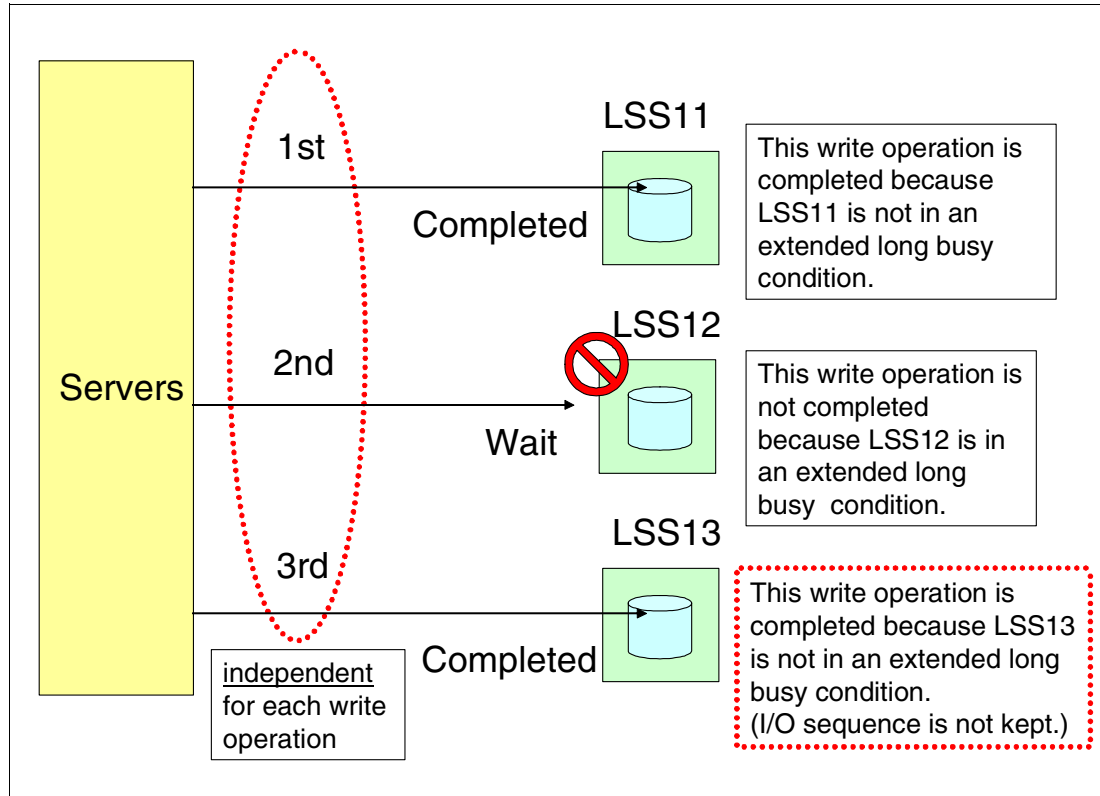 Servers
1st
LSS11
Completed
This write operation is
completed because
LSS11 is not in an
extended long busy
condition.
2nd
LSS12
Wait
This write operation is
not completed
because LSS12 is in
an extended long
busy condition.
3rd
LSS13
Completed
This write operation is
completed because LSS13
is not in an extended long
busy condition.
(I/O sequence is not kept.)
independent
for each write
operation